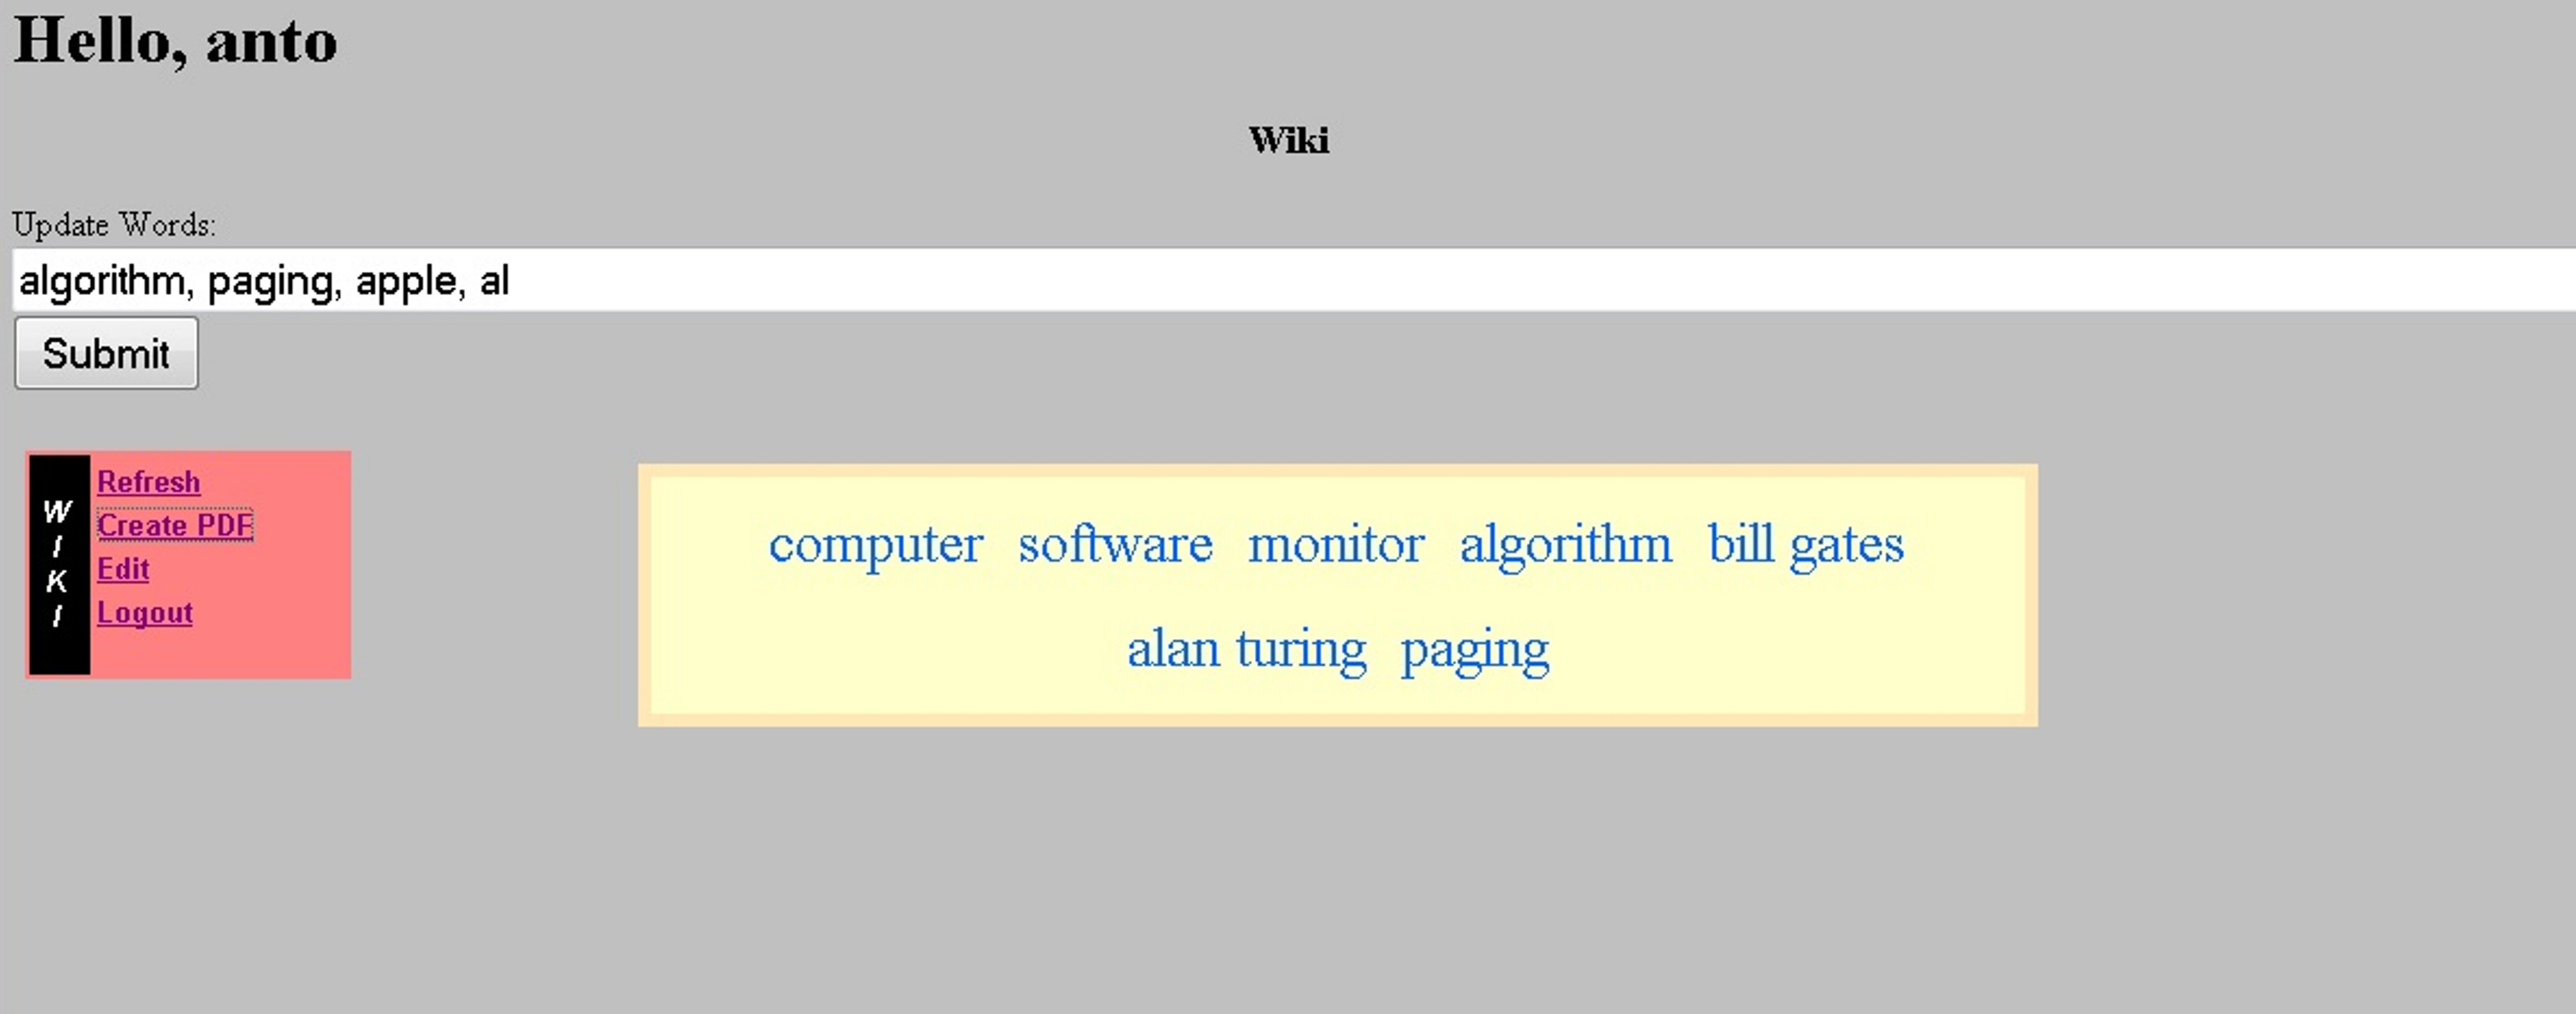 Hello, anto
Wiki
Update Words:
algorithm, paging, apple, al
Submit
W
I
K
I
Refresh
Create PDF
Edit
Logout
computer software monitor algorithm bill gates
alan turing paging